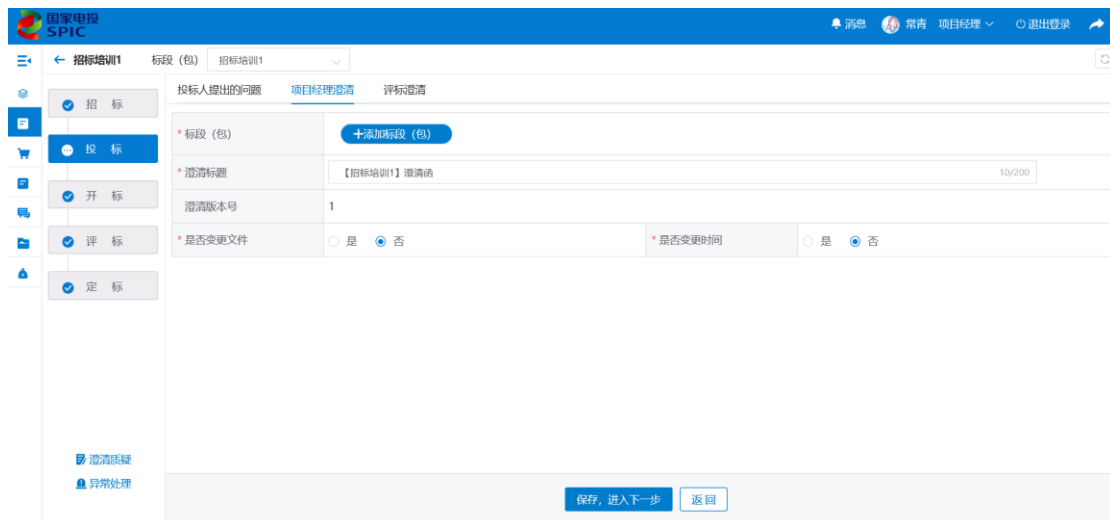 国家电投
SPIC
消息 常青 项目经理 退出登录
招标培训1 标段（包） 招标培训1
招 标
投 标
开 标
评 标
定 标
澄清质疑
异常处理
投标人提出的问题 项目经理澄清 评标澄清
* 标段（包） +添加标段（包）
* 澄清标题 【招标培训1】澄清函 10/200
澄清版本号 1
* 是否变更文件 是 否 * 是否变更时间 是 否
保存，进入下一步 返回